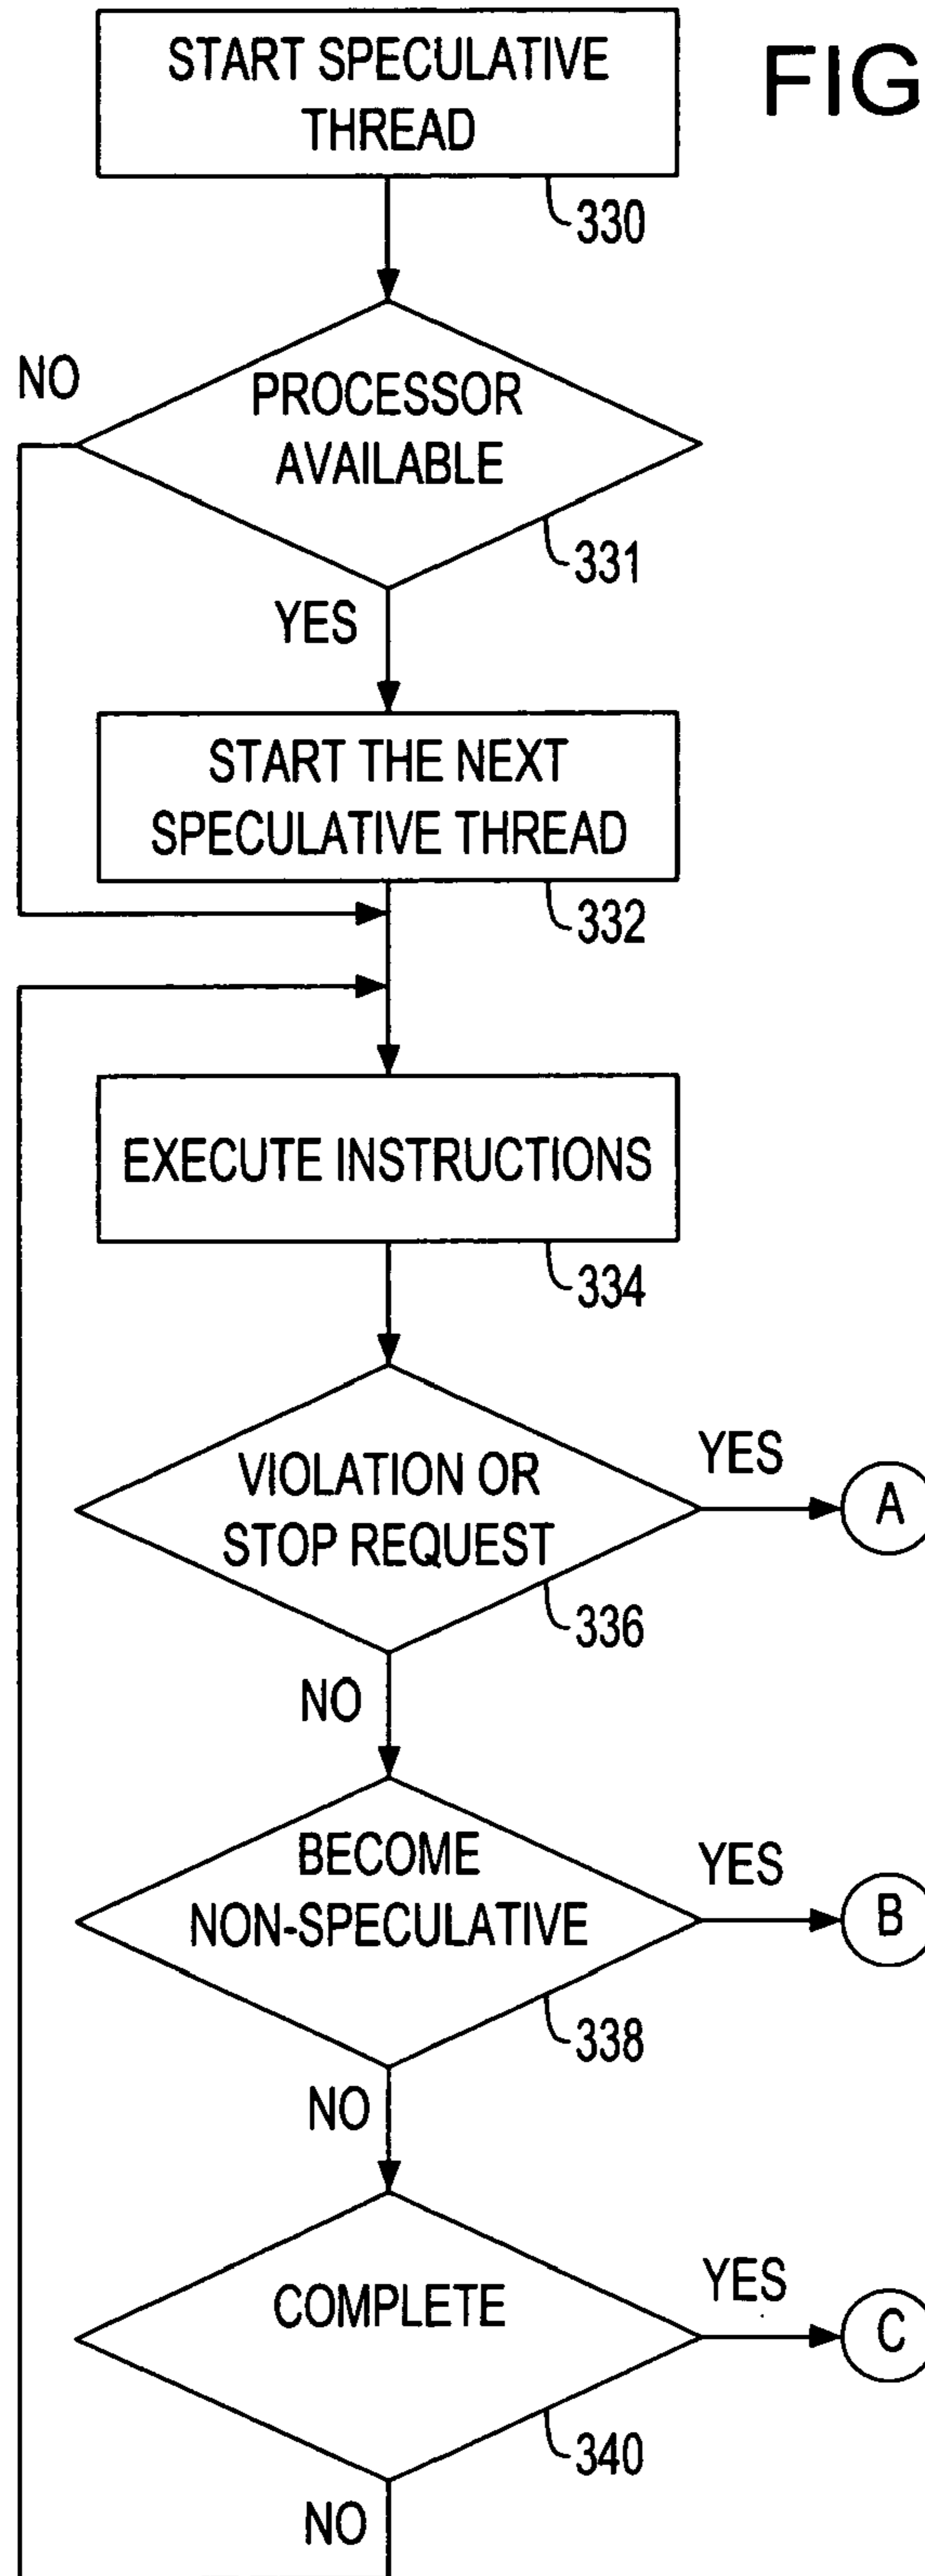 START SPECULATIVE
THREAD
FIG
330
NO
PROCESSOR
AVAILABLE
331
YES
START THE NEXT
SPECULATIVE THREAD
332
EXECUTE INSTRUCTIONS
334
VIOLATION OR
STOP REQUEST
YES
A
336
NO
BECOME
NON-SPECULATIVE
YES
B
338
NO
COMPLETE
YES
C
340
NO